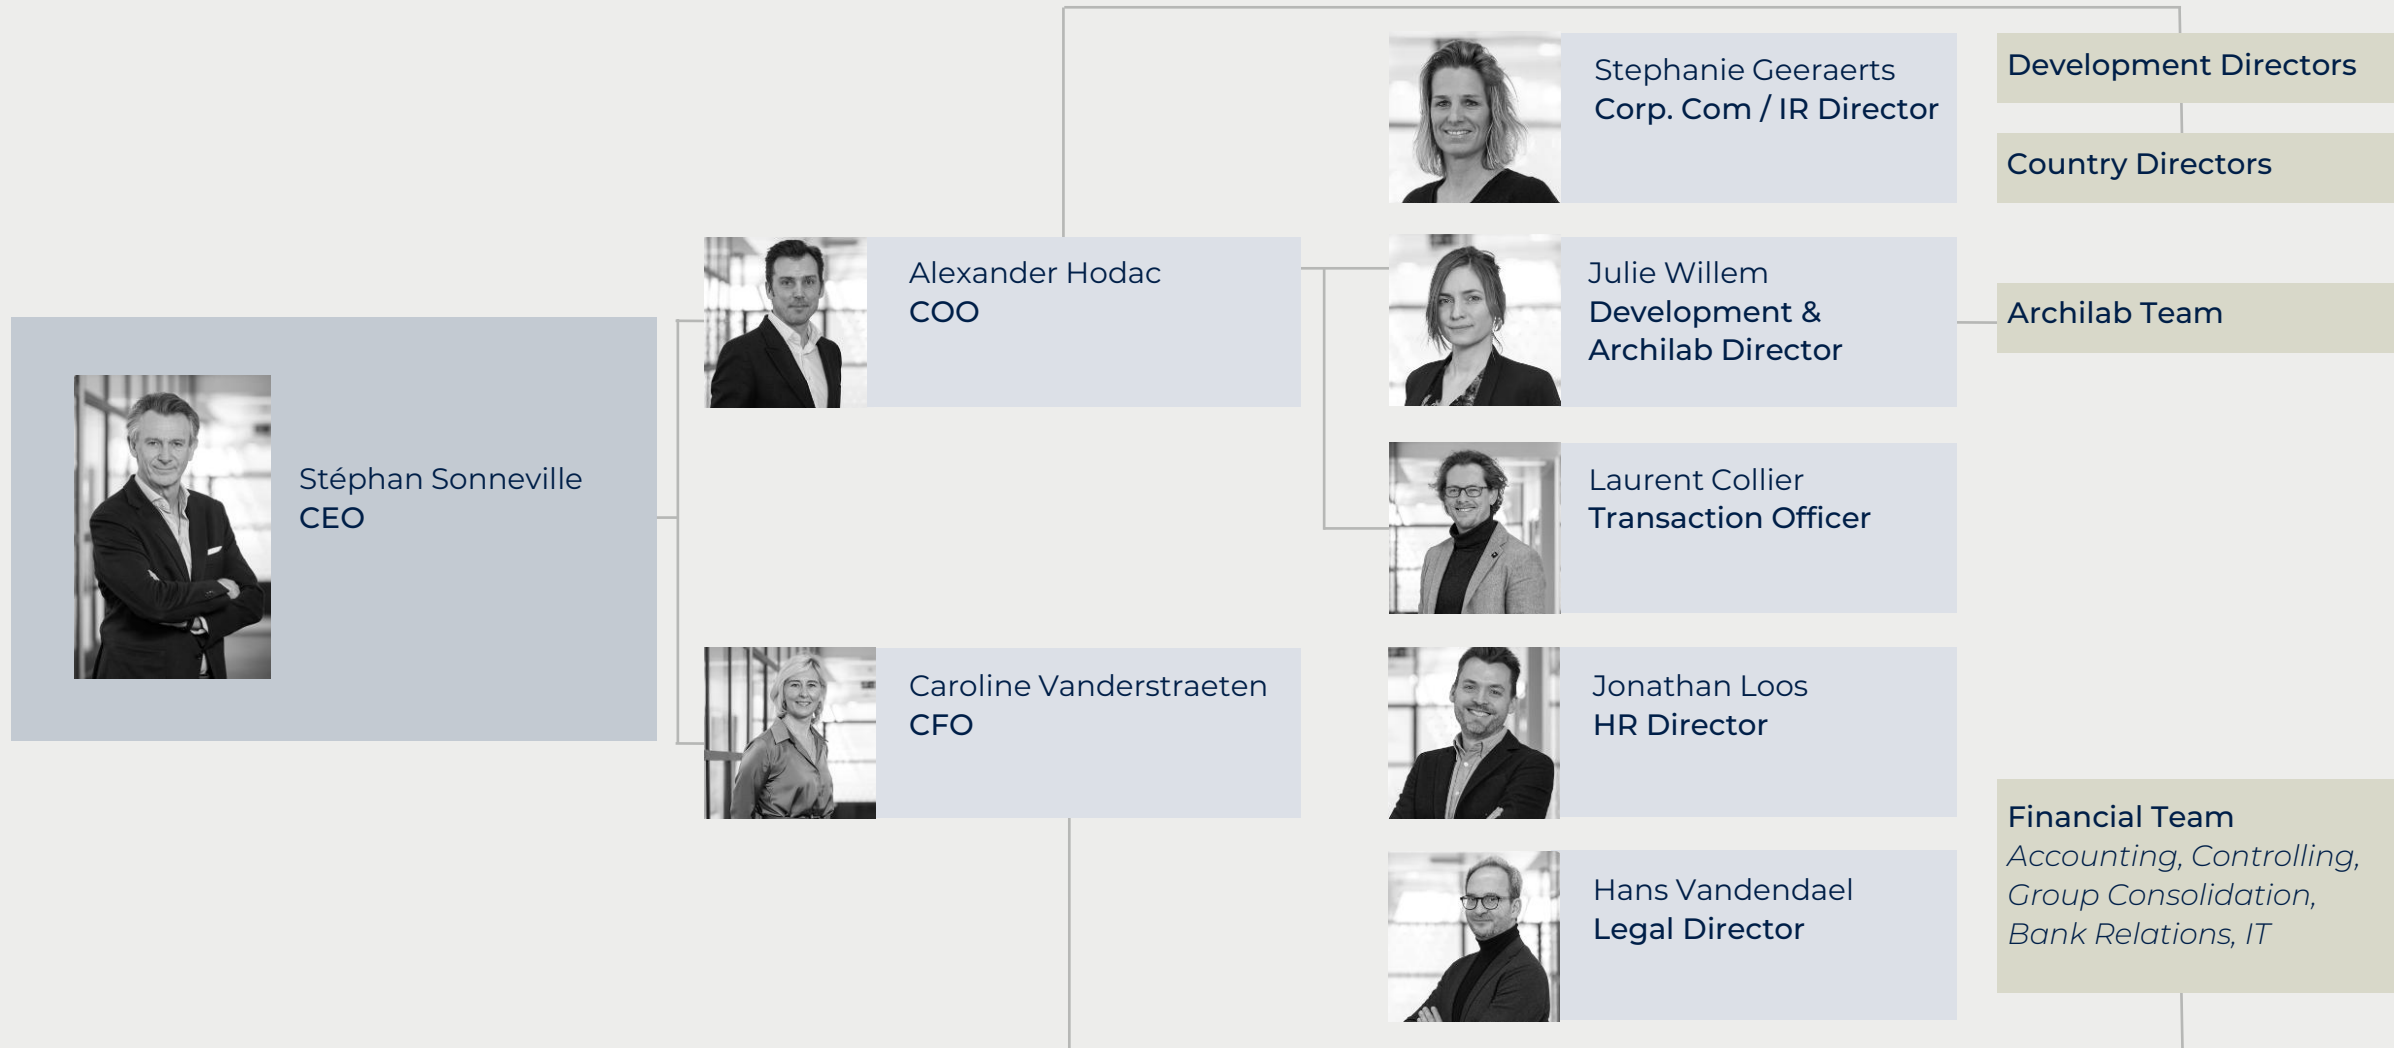 Stéphan Sonneville
CEO
Alexander Hodac
COO
Caroline Vanderstraeten
CFO
Stephanie Geeraerts
Corp. Com / IR Director
Julie Willem
Development &
Archilab Director
Laurent Collier
Transaction Officer
Jonathan Loos
HR Director
Hans Vandendael
Legal Director
Development Directors
Country Directors
Archilab Team
Financial Team
Accounting, Controlling,
Group Consolidation,
Bank Relations, IT